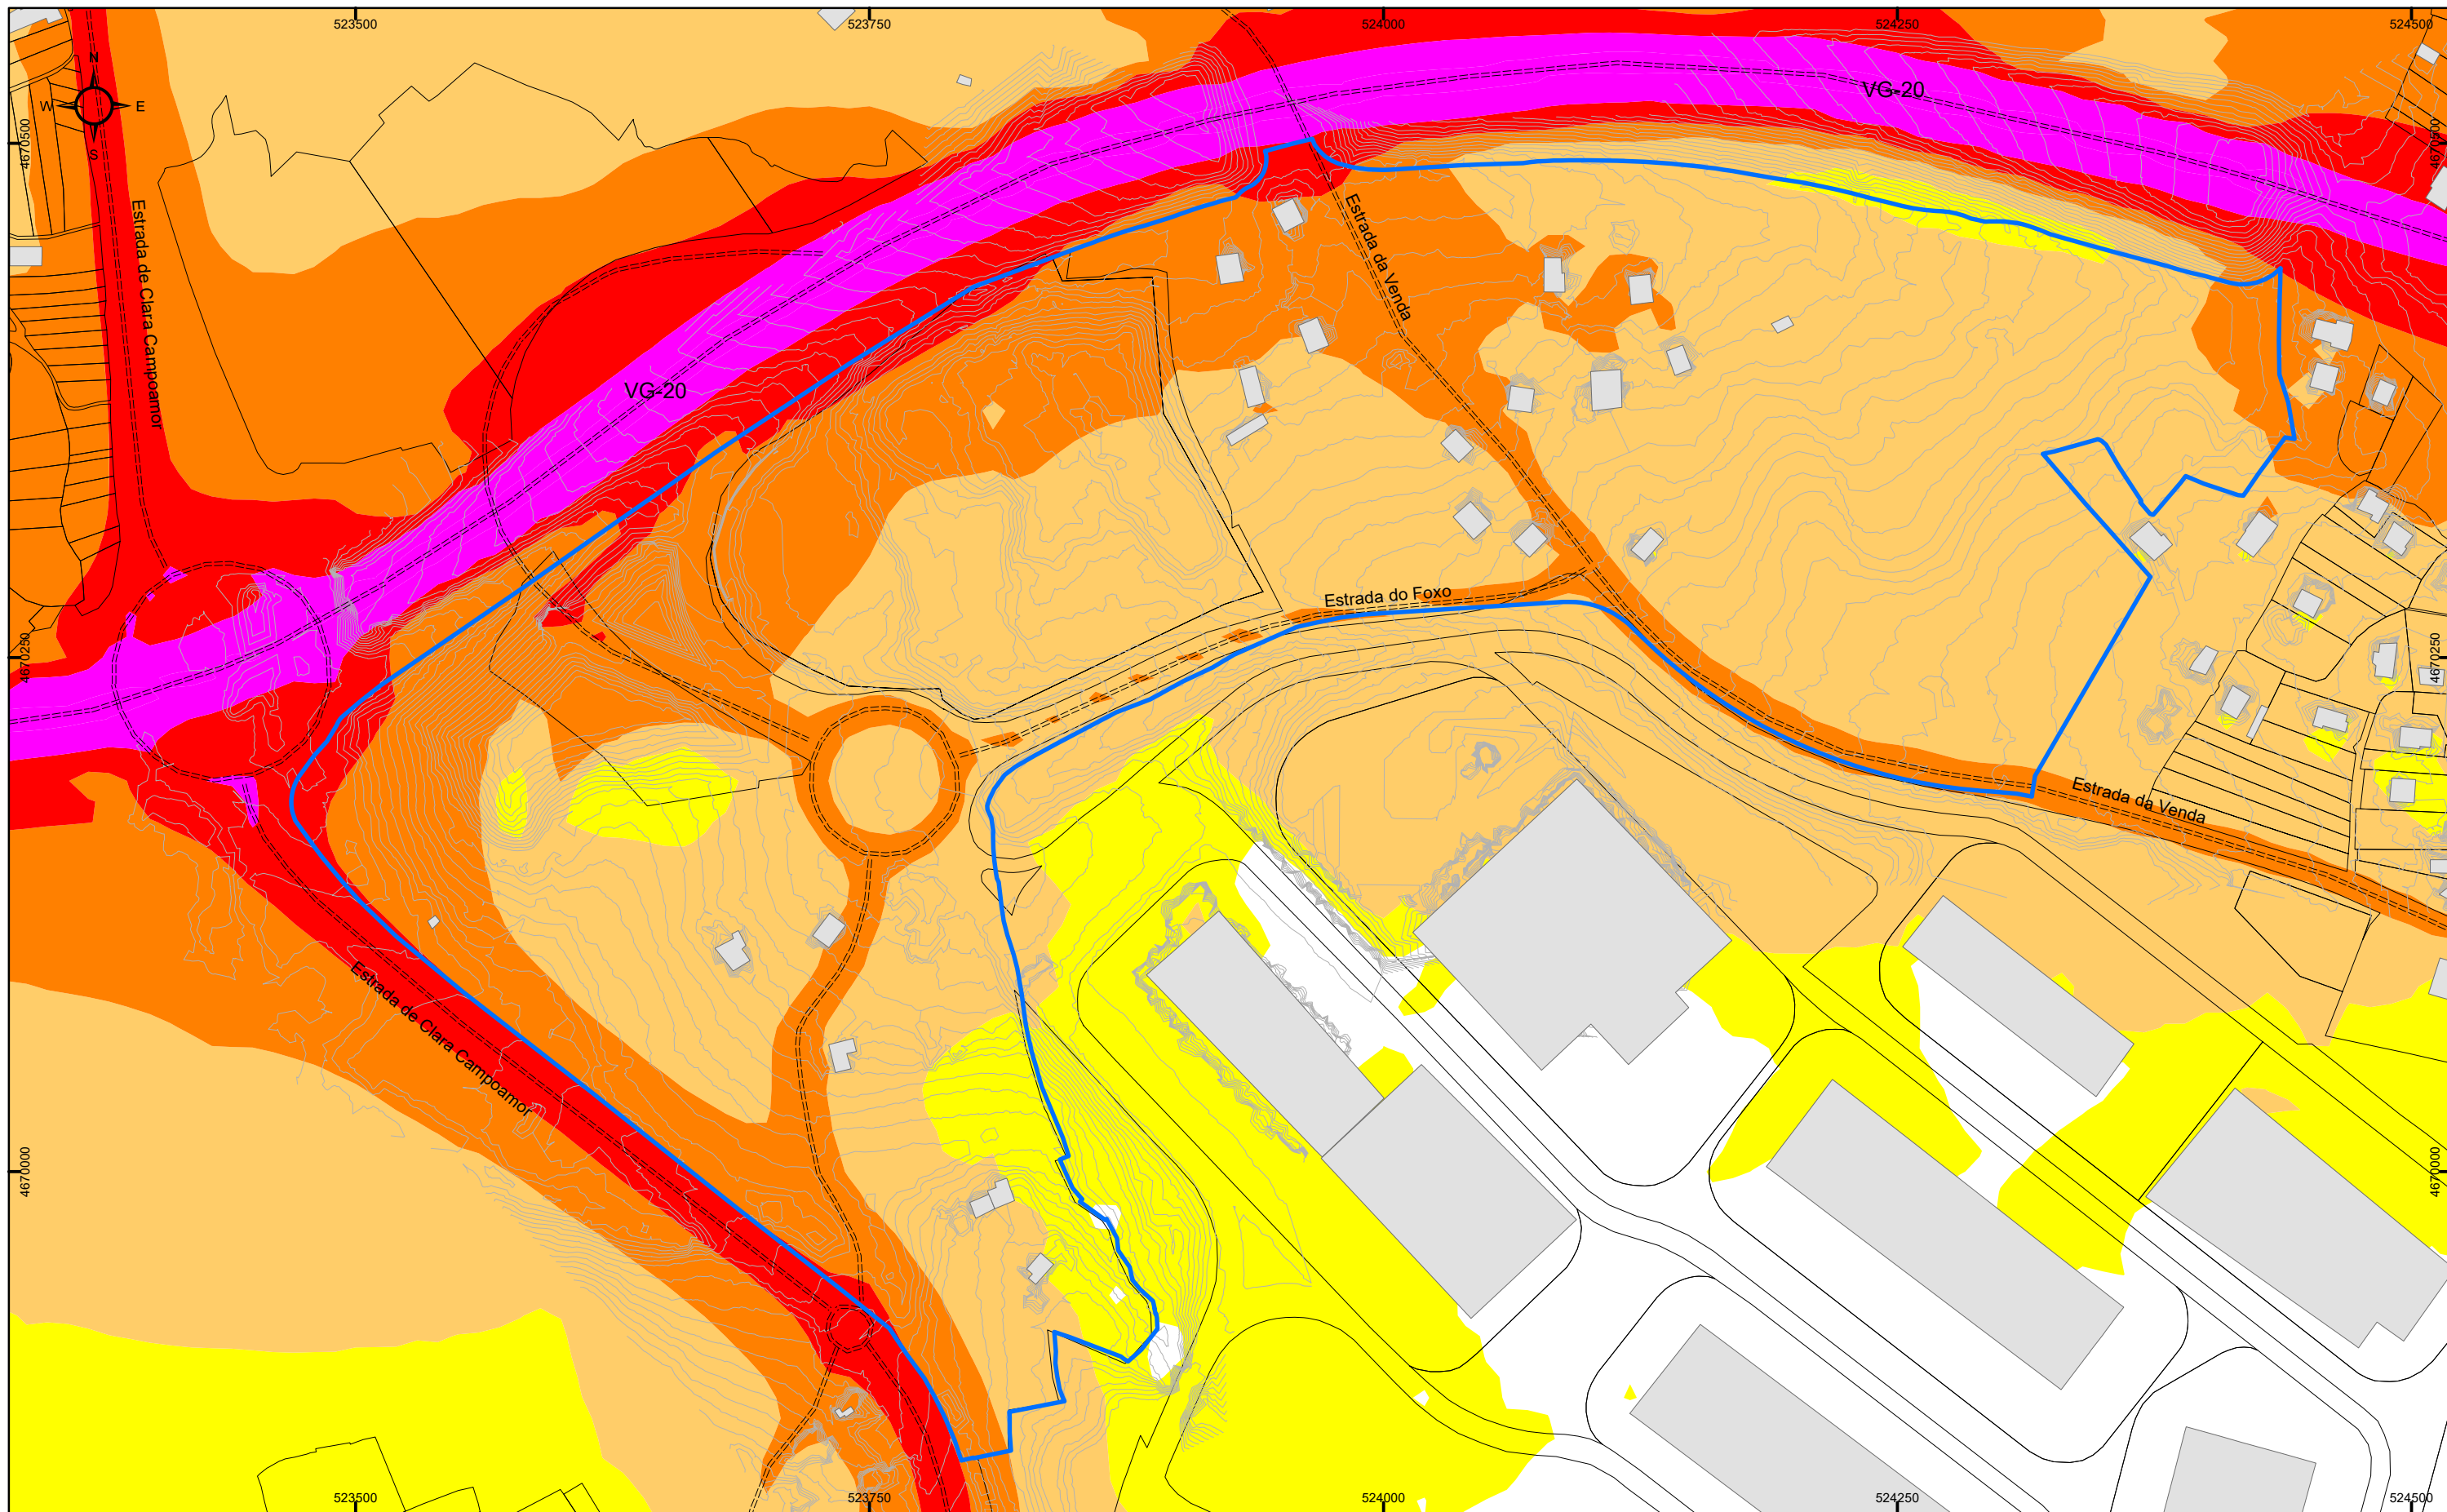 523500
523750
524000
524250
524500
N
W
E
S
VG-20
4670500
4670500
Estrada de Clara Campoamor
Estrada da Venda
VG-20
Estrada do Foxo
4670250
4670250
Estrada da Venda
Estrada de Clara Campoamor
4670000
4670000
523500
523750
524000
524250
524500